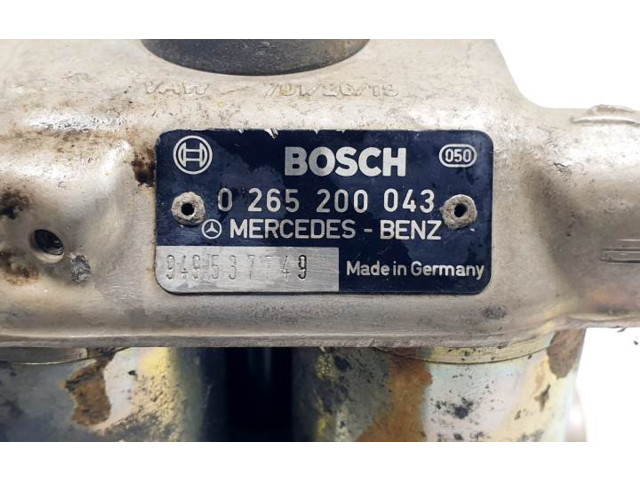 BOSCH
050
0 265 200 043
MERCEDES - BENZ
Made in Germany